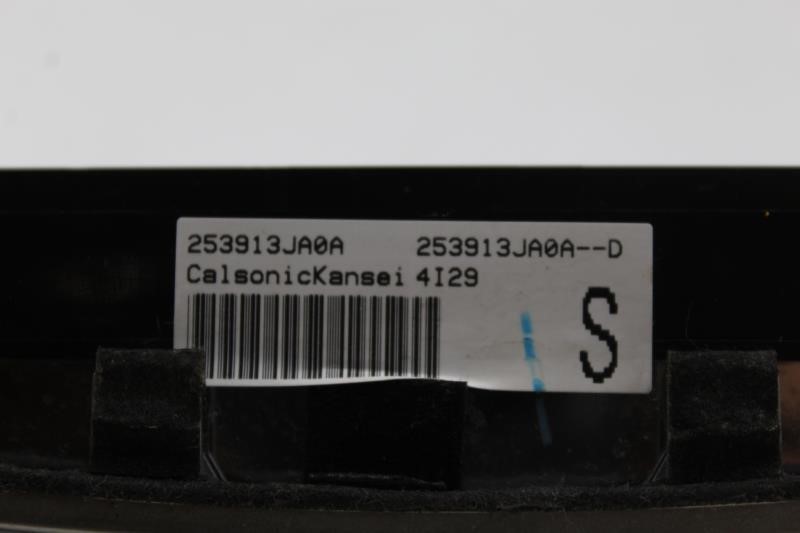 253913JA0A 253913JA0A--D
CalsonicKansei 4I29
S